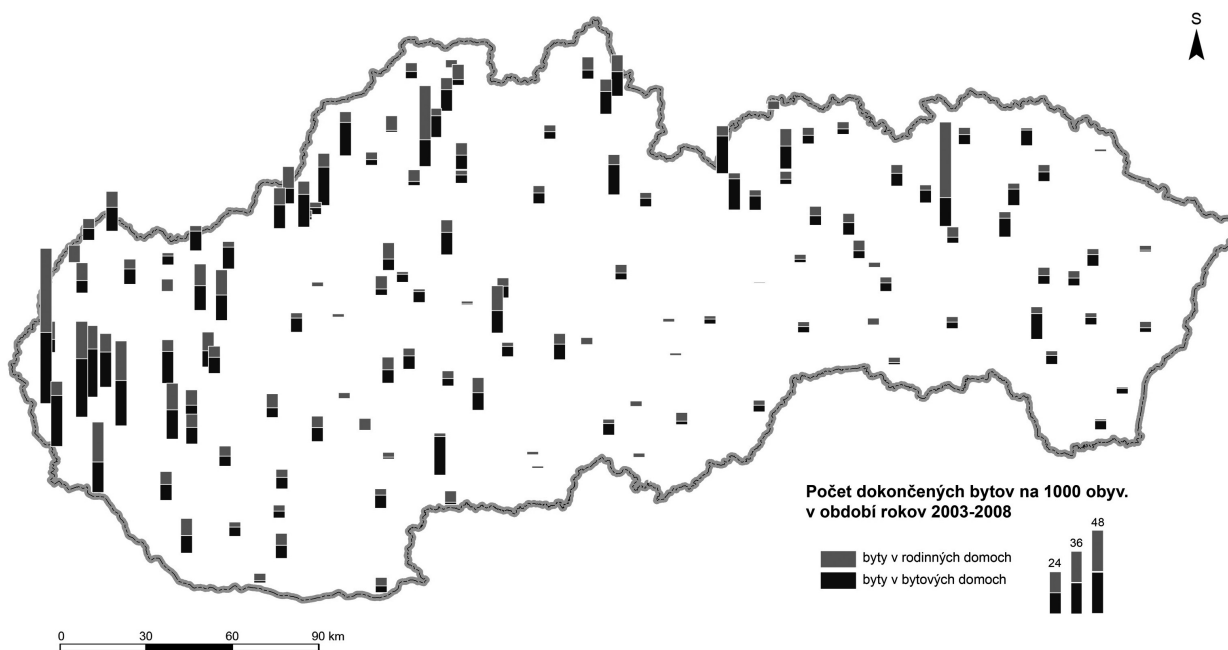 S
Počet dokončených bytov na 1000 obyv.
v období rokov 2003-2008
byty v rodinných domoch
byty v bytových domoch
24
36
48
0 30 60 90 km